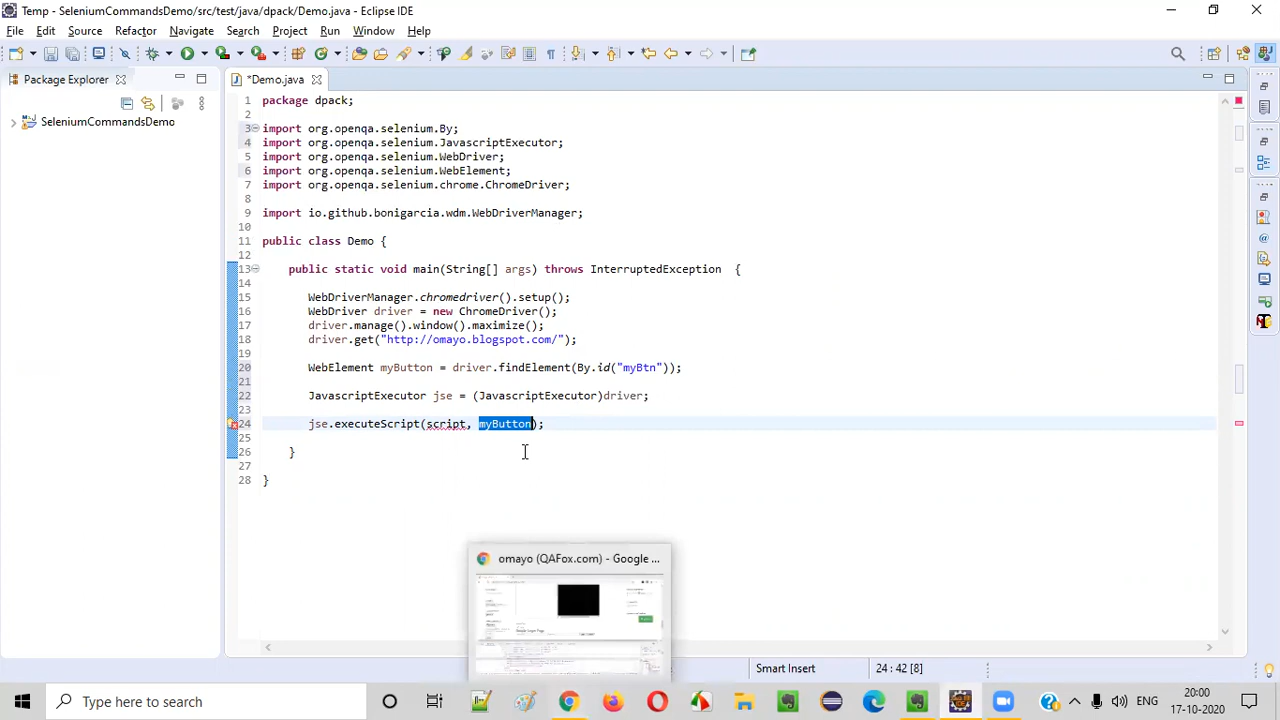 Temp - SeleniumCommandsDemo/src/test/java/dpack/Demo.java - Eclipse IDE
File Edit Source Refactor Navigate Search Project Run Window Help
Package Explorer
*Demo.java
SeleniumCommandsDemo
1 package dpack;
2
3 import org.openqa.selenium.By;
4 import org.openqa.selenium.JavascriptExecutor;
5 import org.openqa.selenium.WebDriver;
6 import org.openqa.selenium.WebElement;
7 import org.openqa.selenium.chrome.ChromeDriver;
8
9 import io.github.bonigarcia.wdm.WebDriverManager;
10
11 public class Demo {
12
13 public static void main(String[] args) throws InterruptedException {
14
15 WebDriverManager.chromedriver().setup();
16 WebDriver driver = new ChromeDriver();
17 driver.manage().window().maximize();
18 driver.get("http://omayo.blogspot.com/");
19
20 WebElement myButton = driver.findElement(By.id("myBtn"));
21
22 JavascriptExecutor jse = (JavascriptExecutor)driver;
23
24 jse.executeScript(script, myButton);
25
26 }
27
28 }
omayo (QAFox.com) - Google ...
Smart Insert
24 : 42 [8]
Type here to search
ENG
20:00
17-10-2020